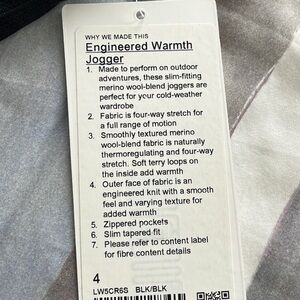 WHY WE MADE THIS
Engineered Warmth
Jogger
1. Made to perform on outdoor
adventures, these slim-fitting
merino wool-blend joggers are
perfect for your cold-weather
wardrobe
2. Fabric is four-way stretch for
a full range of motion
3. Smoothly textured merino
wool-blend fabric is naturally
thermoregulating and four-way
stretch. Soft terry loops on
the inside add warmth
4. Outer face of fabric is an
engineered knit with a smooth
feel and varying texture for
added warmth
5. Zippered pockets
6. Slim tapered fit
7. Please refer to content label
for fibre content details
4
LW5CR6S BLK/BLK